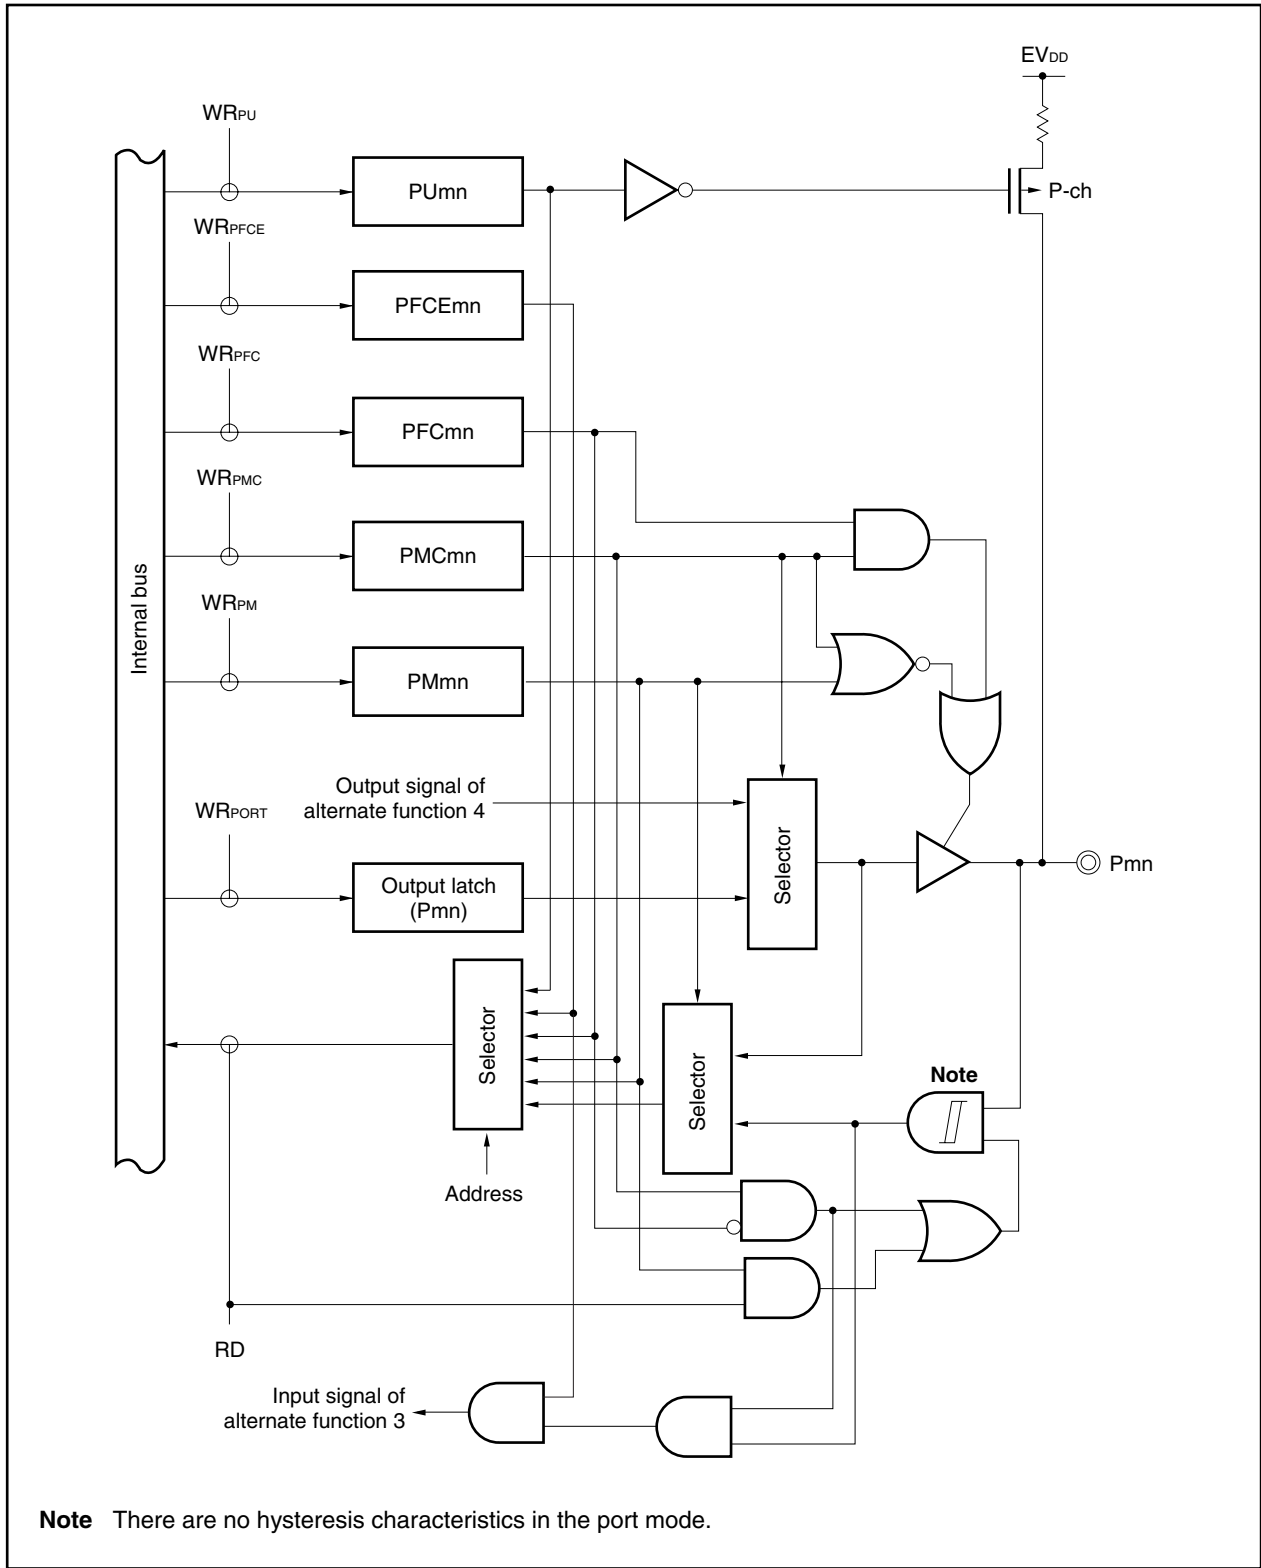 EVDD
WRPU
PUmn
P-ch
WRPFCE
PFCEmn
WRPFC
PFCmn
WRPMC
PMCmn
Internal bus
WRPM
PMmn
Output signal of
alternate function 4
WRPORT
Selector
Output latch
(Pmn)
Pmn
Selector
Selector
Note
Address
RD
Input signal of
alternate function 3
Note There are no hysteresis characteristics in the port mode.